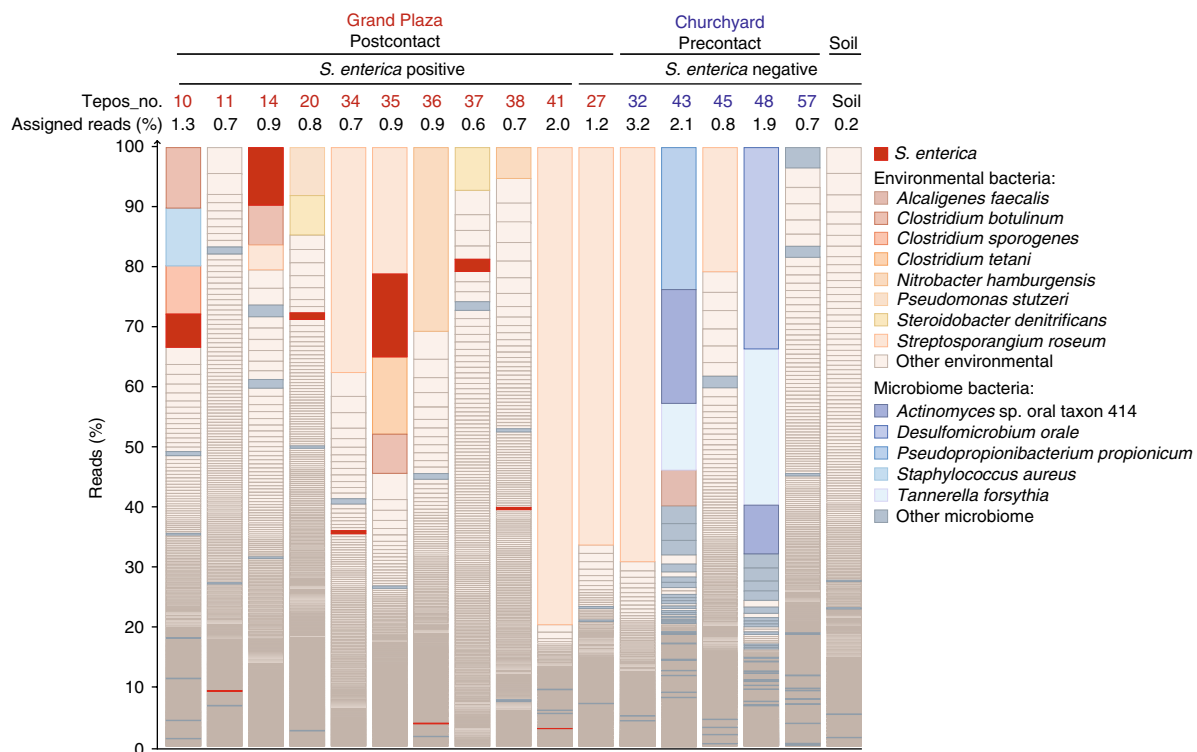 Grand Plaza
Churchyard
Postcontact
Precontact
Soil
S. enterica positive
S. enterica negative
Tepos_no. 10 11 14 20 34 35 36 37 38 41 27 32 43 45 48 57 Soil
Assigned reads (%) 1.3 0.7 0.9 0.8 0.7 0.9 0.9 0.6 0.7 2.0 1.2 3.2 2.1 0.8 1.9 0.7 0.2
100
90
80
70
60
50
40
30
20
10
0
Reads (%)
S. enterica
Environmental bacteria:
Alcaligenes faecalis
Clostridium botulinum
Clostridium sporogenes
Clostridium tetani
Nitrobacter hamburgensis
Pseudomonas stutzeri
Steroidobacter denitrificans
Streptosporangium roseum
Other environmental
Microbiome bacteria:
Actinomyces sp. oral taxon 414
Desulfomicrobium orale
Pseudopropionibacterium propionicum
Staphylococcus aureus
Tannerella forsythia
Other microbiome